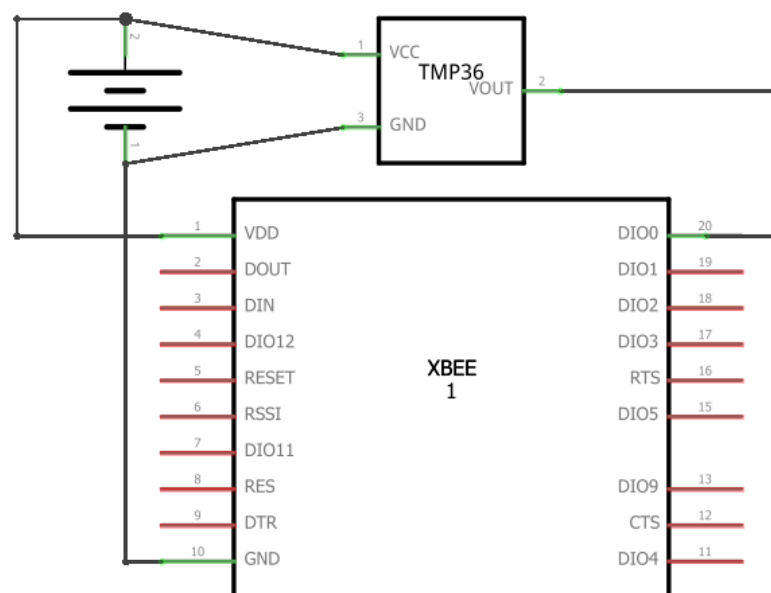 2
1
1 VCC
TMP36
VOUT 2
3 GND
1 VDD
2 DOUT
3 DIN
4 DIO12
5 RESET
6 RSSI
7 DIO11
8 RES
9 DTR
10 GND
XBEE
1
DIO0 20
DIO1 19
DIO2 18
DIO3 17
RTS 16
DIO5 15
DIO9 13
CTS 12
DIO4 11